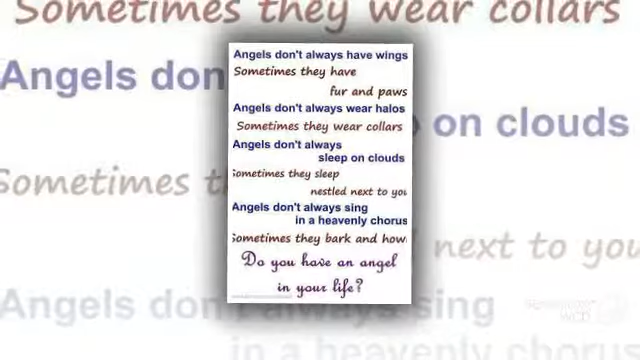 Sometimes they wear collars
Angels don't always have wings
Sometimes they have
fur and paws
Angels don't always wear halos
Sometimes they wear collars
Angels don't always
sleep on clouds
Sometimes they sleep
nestled next to you
Angels don't always sing
in a heavenly chorus
Sometimes they bark and how
Do you have an angel
in your life?
Angels don
on clouds
Sometimes t
next to you
Angels don't always sing
in a heavenly chorus